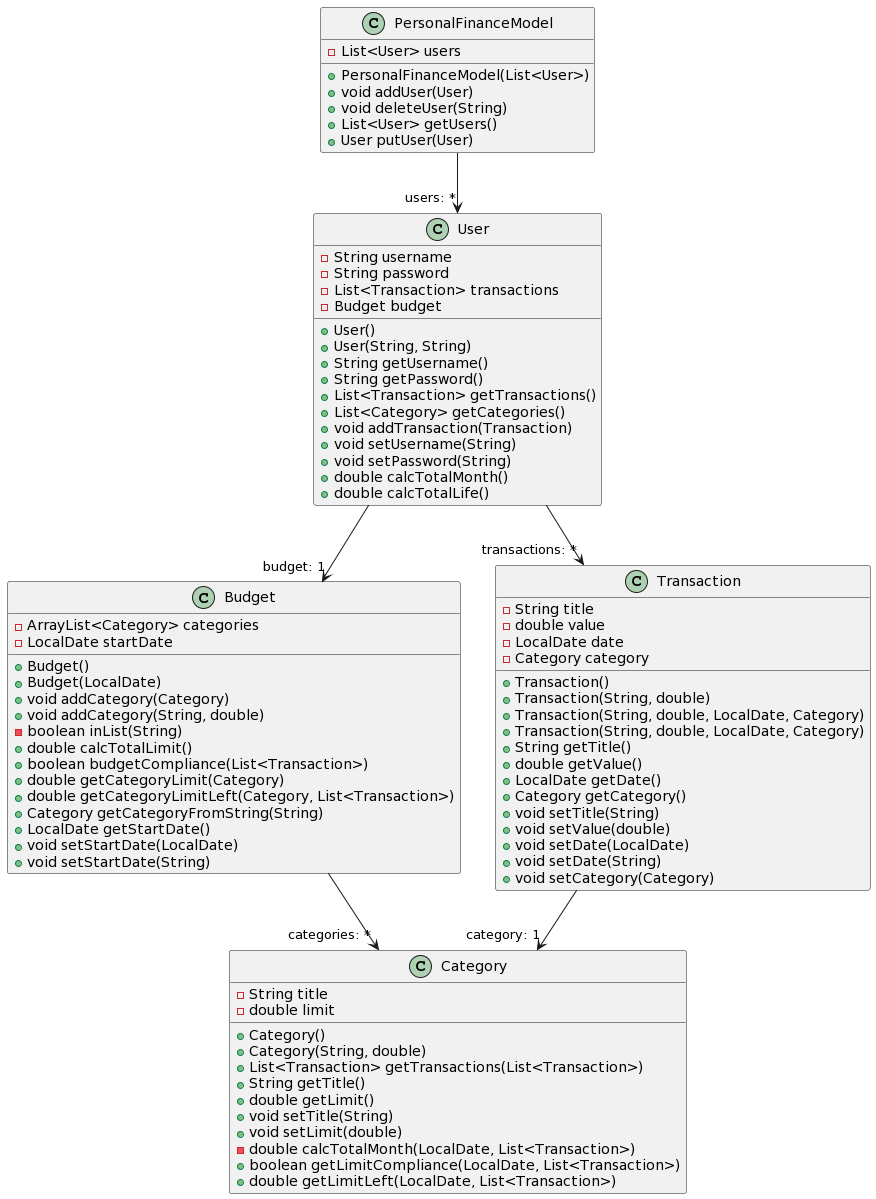 C PersonalFinanceModel
List<User> users
PersonalFinanceModel(List<User>)
void addUser(User)
void deleteUser(String)
List<User> getUsers()
User putUser(User)
users: *
C User
String username
String password
List<Transaction> transactions
Budget budget
User()
User(String, String)
String getUsername()
String getPassword()
List<Transaction> getTransactions()
List<Category> getCategories()
void addTransaction(Transaction)
void setUsername(String)
void setPassword(String)
double calcTotalMonth()
double calcTotalLife()
budget: 1
transactions: *
C Budget
ArrayList<Category> categories
LocalDate startDate
Budget()
Budget(LocalDate)
void addCategory(Category)
void addCategory(String, double)
boolean inList(String)
double calcTotalLimit()
boolean budgetCompliance(List<Transaction>)
double getCategoryLimit(Category)
double getCategoryLimitLeft(Category, List<Transaction>)
Category getCategoryFromString(String)
LocalDate getStartDate()
void setStartDate(LocalDate)
void setStartDate(String)
C Transaction
String title
double value
LocalDate date
Category category
Transaction()
Transaction(String, double)
Transaction(String, double, LocalDate, Category)
Transaction(String, double, LocalDate, Category)
String getTitle()
double getValue()
LocalDate getDate()
Category getCategory()
void setTitle(String)
void setValue(double)
void setDate(LocalDate)
void setDate(String)
void setCategory(Category)
categories: *
category: 1
C Category
String title
double limit
Category()
Category(String, double)
List<Transaction> getTransactions(List<Transaction>)
String getTitle()
double getLimit()
void setTitle(String)
void setLimit(double)
double calcTotalMonth(LocalDate, List<Transaction>)
boolean getLimitCompliance(LocalDate, List<Transaction>)
double getLimitLeft(LocalDate, List<Transaction>)